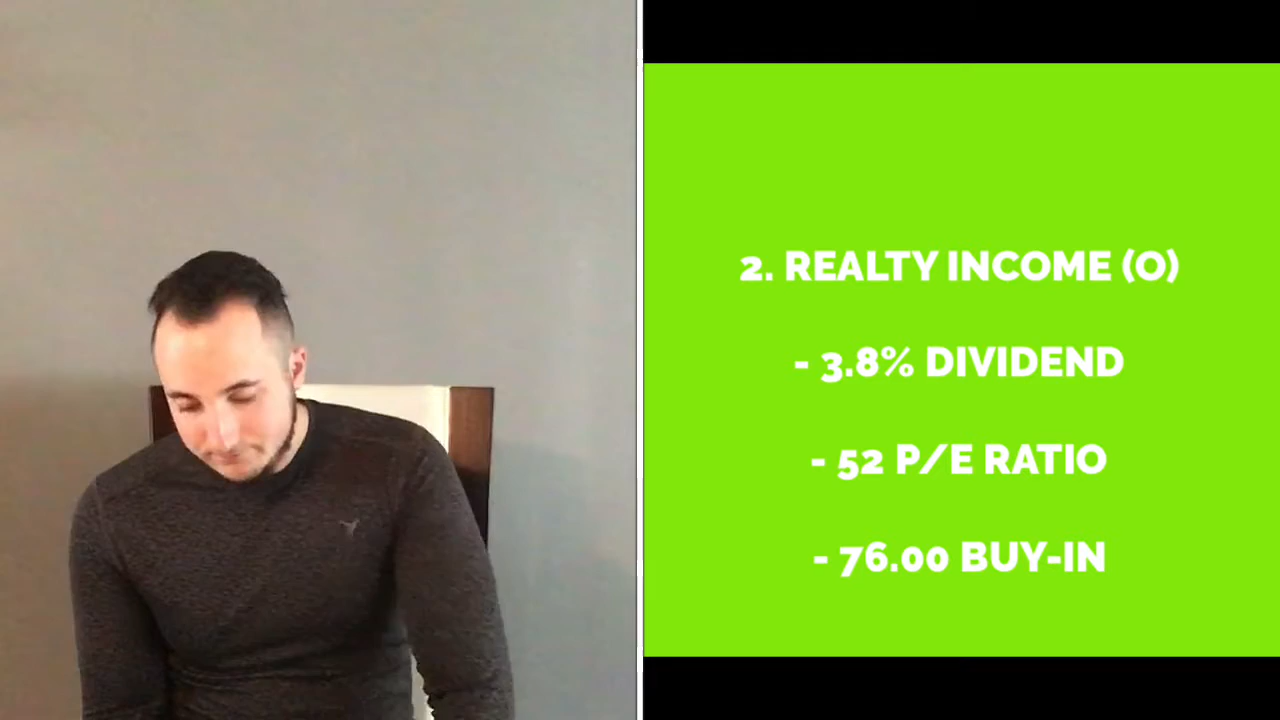 2. REALTY INCOME (O)
- 3.8% DIVIDEND
- 52 P/E RATIO
- 76.00 BUY-IN